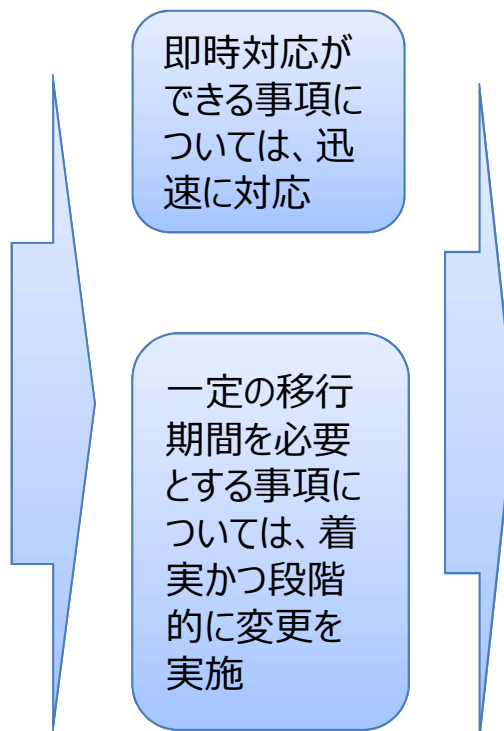 即時対応が
できる事項に
ついては、迅
速に対応
一定の移行
期間を必要
とする事項に
ついては、着
実かつ段階
的に変更を
実施